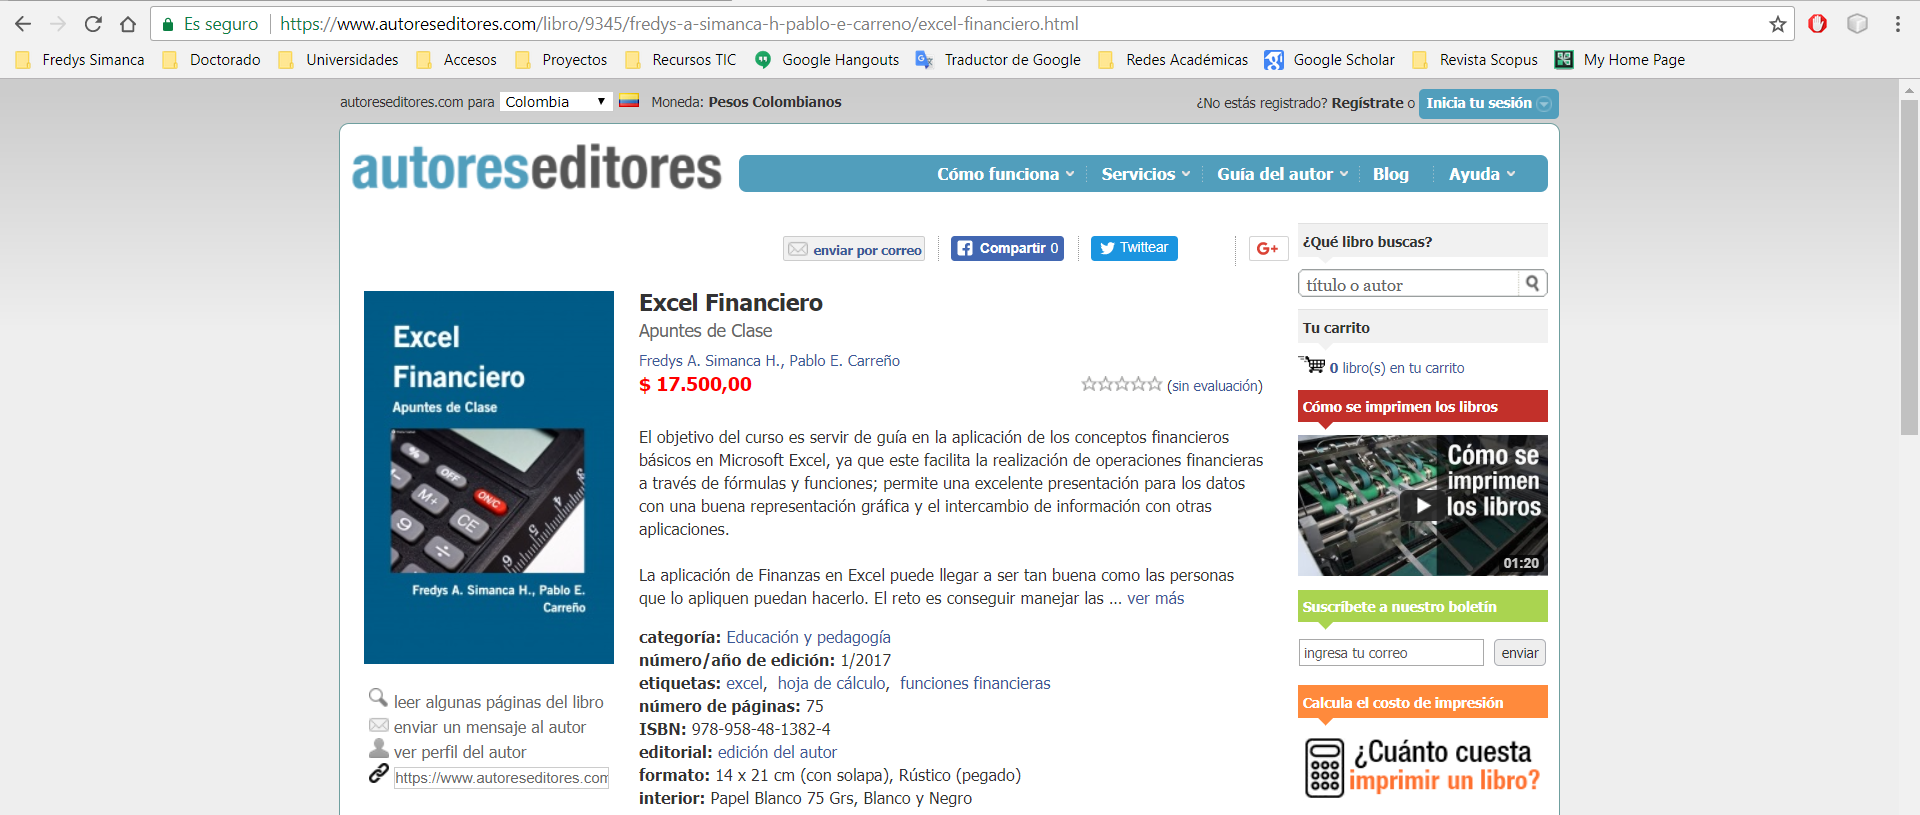 Es seguro https://www.autoreseditores.com/libro/9345/fredys-a-simanca-h-pablo-e-carreno/excel-financiero.html
Fredys Simanca Doctorado Universidades Accesos Proyectos Recursos TIC Google Hangouts Traductor de Google Redes Académicas Google Scholar Revista Scopus My Home Page
autoreseditores.com para Colombia Moneda: Pesos Colombianos ¿No estás registrado? Regístrate o Inicia tu sesión
autoreseditores
Cómo funciona Servicios Guía del autor Blog Ayuda
enviar por correo Compartir 0 Twittear G+
Excel
Financiero
Apuntes de Clase
%
OFF
M+
ON/C
CE
9
÷
Fredys A. Simanca H., Pablo E.
Carreño
leer algunas páginas del libro
enviar un mensaje al autor
ver perfil del autor
https://www.autoreseditores.com
Excel Financiero
Apuntes de Clase
Fredys A. Simanca H., Pablo E. Carreño
$ 17.500,00 (sin evaluación)
El objetivo del curso es servir de guía en la aplicación de los conceptos financieros
básicos en Microsoft Excel, ya que este facilita la realización de operaciones financieras
a través de fórmulas y funciones; permite una excelente presentación para los datos
con una buena representación gráfica y el intercambio de información con otras
aplicaciones.
La aplicación de Finanzas en Excel puede llegar a ser tan buena como las personas
que lo apliquen puedan hacerlo. El reto es conseguir manejar las ... ver más
categoría: Educación y pedagogía
número/año de edición: 1/2017
etiquetas: excel, hoja de cálculo, funciones financieras
número de páginas: 75
ISBN: 978-958-48-1382-4
editorial: edición del autor
formato: 14 x 21 cm (con solapa), Rústico (pegado)
interior: Papel Blanco 75 Grs, Blanco y Negro
¿Qué libro buscas?
título o autor
Tu carrito
0 libro(s) en tu carrito
Cómo se imprimen los libros
Cómo se
imprimen
los libros
01:20
Suscríbete a nuestro boletín
ingresa tu correo enviar
Calcula el costo de impresión
¿Cuánto cuesta
imprimir un libro?